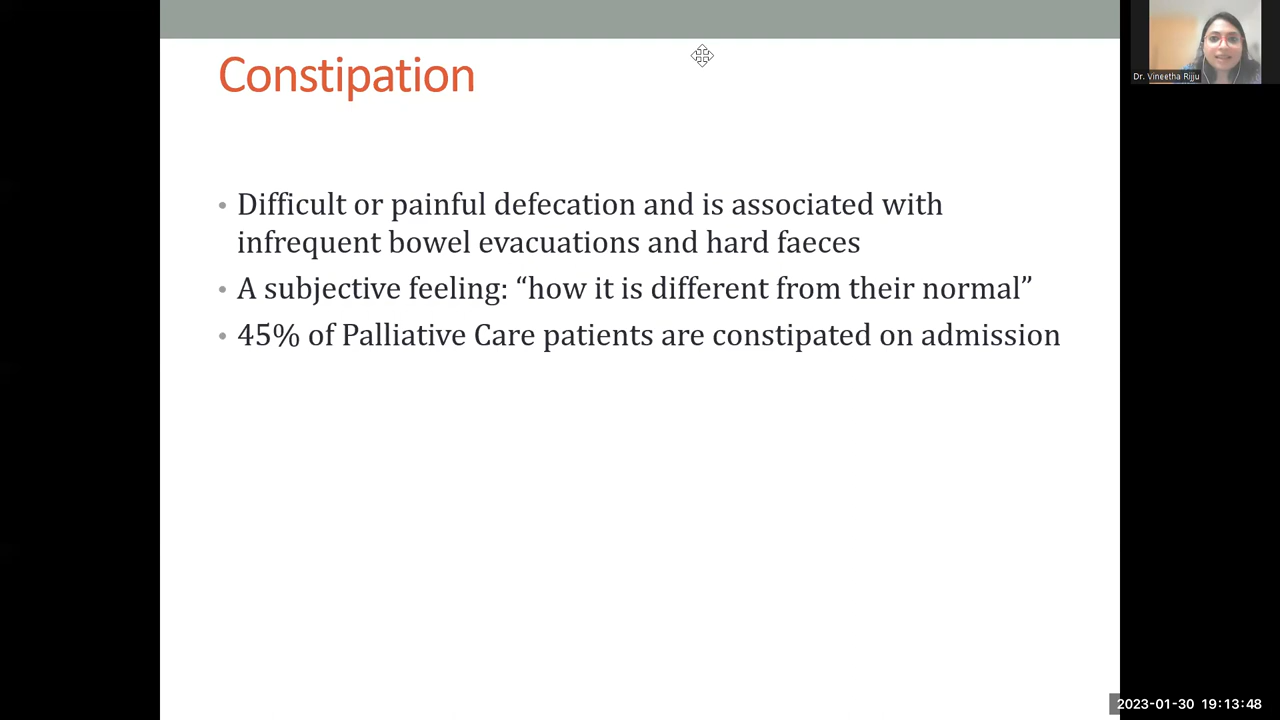 Constipation
Dr. Vineetha Rijju
• Difficult or painful defecation and is associated with
infrequent bowel evacuations and hard faeces
• A subjective feeling: “how it is different from their normal”
• 45% of Palliative Care patients are constipated on admission
2023-01-30 19:13:48